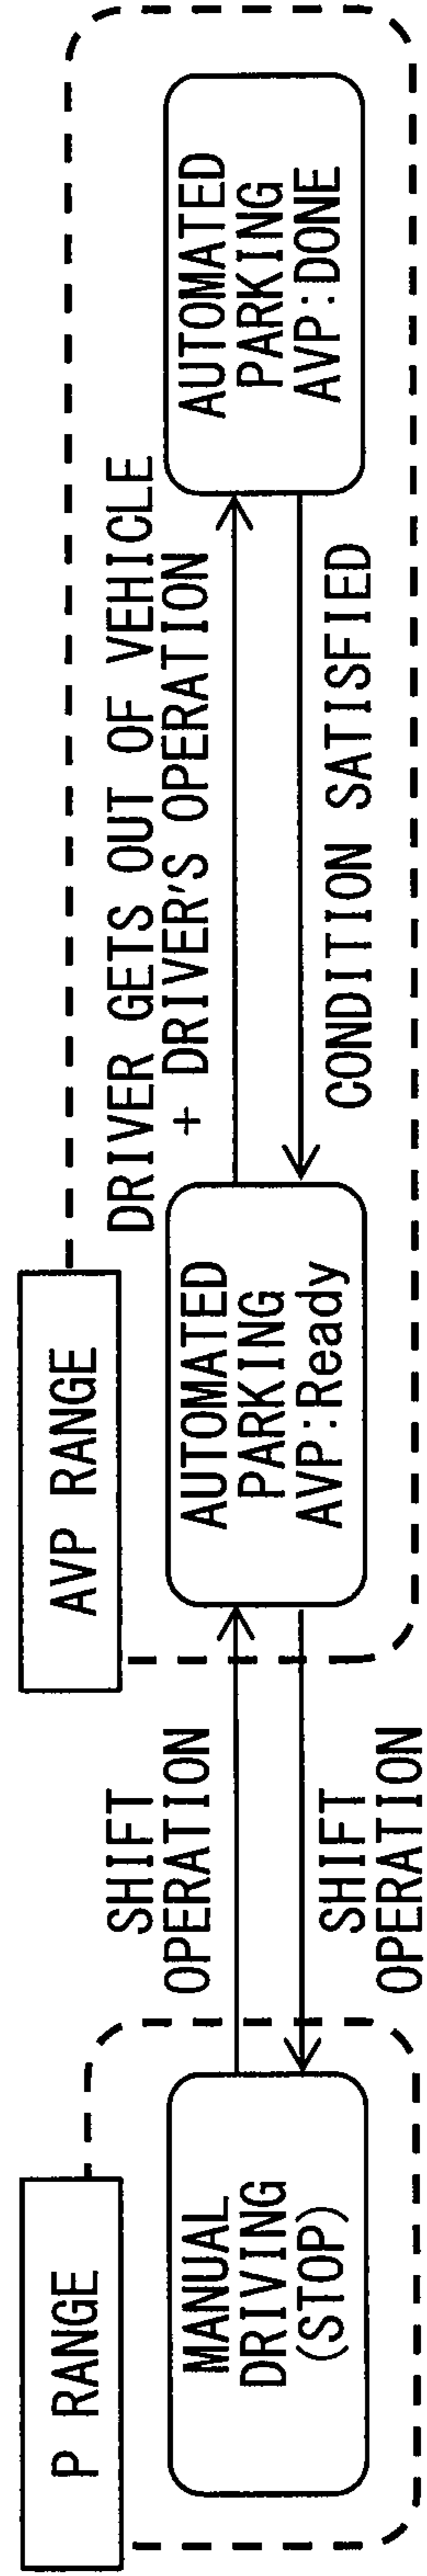 P RANGE
MANUAL
DRIVING
(STOP)
SHIFT
OPERATION
SHIFT
OPERATION
AVP RANGE
AUTOMATED
PARKING
AVP:Ready
DRIVER GETS OUT OF VEHICLE
+ DRIVER'S OPERATION
CONDITION SATISFIED
AUTOMATED
PARKING
AVP:DONE